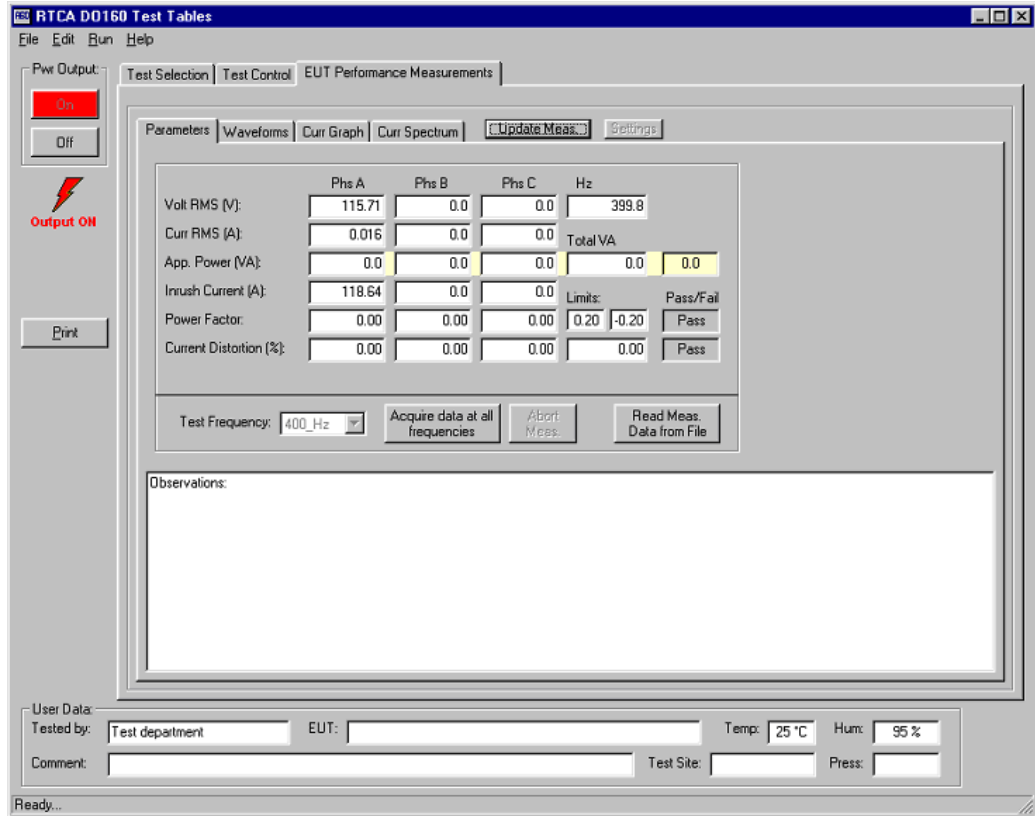 RTCA DO160 Test Tables
File Edit Run Help
Pwr Output:
On
Off
Output ON
Print
Test Selection Test Control EUT Performance Measurements
Parameters Waveforms Curr Graph Curr Spectrum Update Meas. Settings
Phs A Phs B Phs C Hz
Volt RMS (V): 115.71 0.0 0.0 399.8
Curr RMS (A): 0.016 0.0 0.0 Total VA
App. Power (VA): 0.0 0.0 0.0 0.0 0.0
Inrush Current (A): 118.64 0.0 0.0 Limits: Pass/Fail
Power Factor: 0.00 0.00 0.00 0.20 -0.20 Pass
Current Distortion (%): 0.00 0.00 0.00 0.00 Pass
Test Frequency: 400_Hz
Acquire data at all
frequencies
Abort
Meas.
Read Meas.
Data from File
Observations:
User Data:
Tested by: Test department EUT: Temp: 25 °C Hum: 95 %
Comment: Test Site: Press:
Ready...